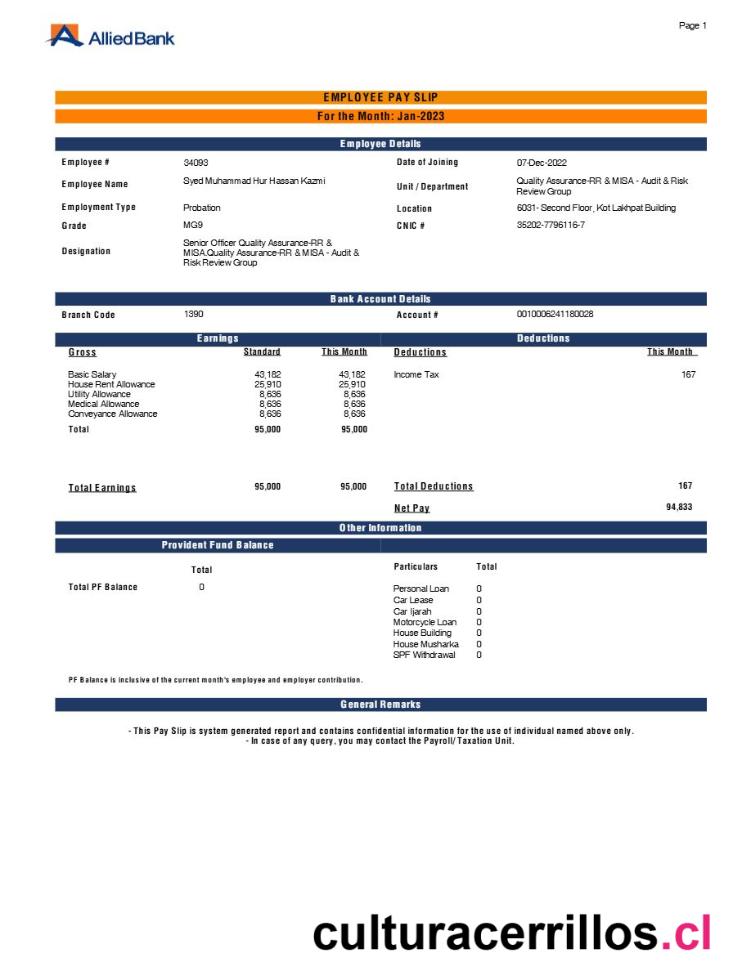 Page 1
AlliedBank
EMPLOYEE PAY SLIP
For the Month: Jan-2023
Employee Details
Employee # 34093 Date of Joining 07-Dec-2022
Employee Name Syed Muhammad Hur Hassan Kazmi Unit / Department Quality Assurance-RR & MISA - Audit & Risk
Review Group
Employment Type Probation Location 6031- Second Floor, Kot Lakhpat Building
Grade MG9 CNIC # 35202-7796116-7
Designation Senior Officer Quality Assurance-RR &
MISA,Quality Assurance-RR & MISA - Audit &
Risk Review Group
Bank Account Details
Branch Code 1390 Account # 0010006241180028
Earnings Deductions
Gross Standard This Month Deductions This Month
Basic Salary 43,182 43,182 Income Tax 167
House Rent Allowance 25,910 25,910
Utility Allowance 8,636 8,636
Medical Allowance 8,636 8,636
Conveyance Allowance 8,636 8,636
Total 95,000 95,000
Total Earnings 95,000 95,000 Total Deductions 167
Net Pay 94,833
Other Information
Provident Fund Balance
Total Particulars Total
Total PF Balance 0 Personal Loan 0
Car Lease 0
Car Ijarah 0
Motorcycle Loan 0
House Building 0
House Musharka 0
SPF Withdrawal 0
PF Balance is inclusive of the current month's employee and employer contribution.
General Remarks
- This Pay Slip is system generated report and contains confidential information for the use of individual named above only.
- In case of any query, you may contact the Payroll/Taxation Unit.
culturacerrillos.cl